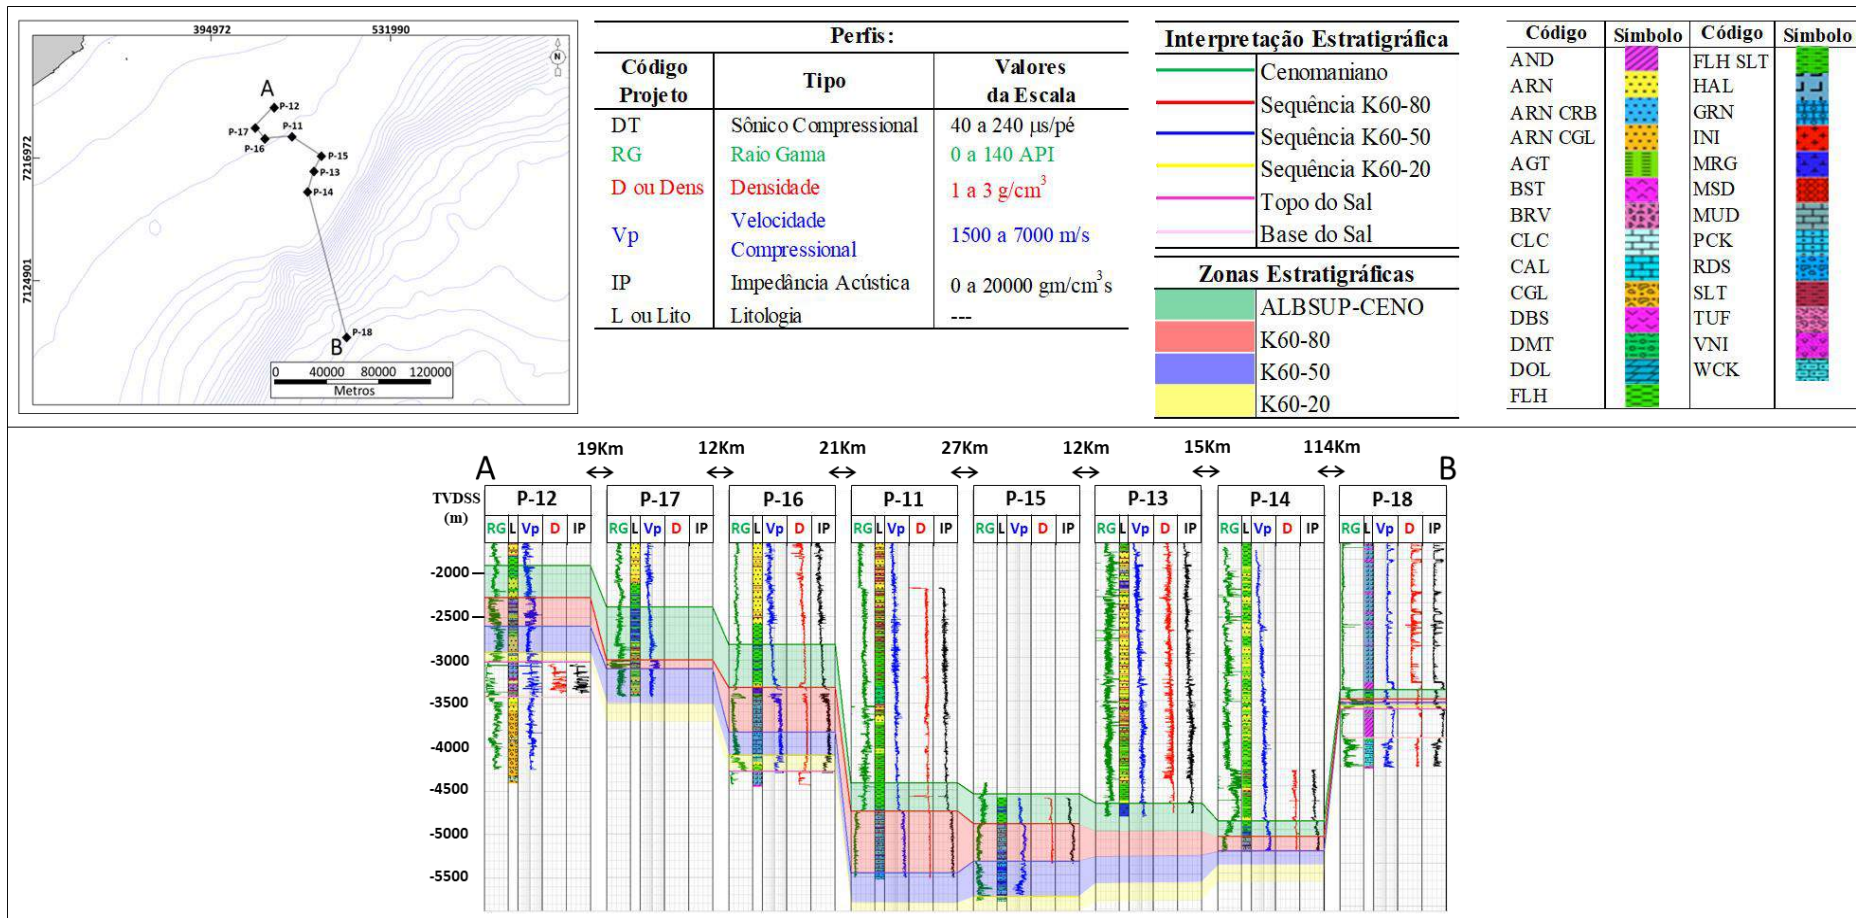 394972 531990
7216972
7124901
N
A
P-12
P-17
P-11
P-16
P-15
P-13
P-14
P-18
B
0 40000 80000 120000
Metros
Perfis:
Código Projeto Tipo Valores da Escala
DT Sônico Compressional 40 a 240 µs/pé
RG Raio Gama 0 a 140 API
D ou Dens Densidade 1 a 3 g/cm³
Vp Velocidade Compressional 1500 a 7000 m/s
IP Impedância Acústica 0 a 20000 gm/cm³s
L ou Lito Litologia ---
Interpretação Estratigráfica
Cenomaniano
Sequência K60-80
Sequência K60-50
Sequência K60-20
Topo do Sal
Base do Sal
Zonas Estratigráficas
ALBSUP-CENO
K60-80
K60-50
K60-20
Código Símbolo Código Símbolo
AND FLH SLT
ARN HAL
ARN CRB GRN
ARN CGL INI
AGT MRG
BST MSD
BRV MUD
CLC PCK
CAL RDS
CGL SLT
DBS TUF
DMT VNI
DOL WCK
FLH
A 19Km 12Km 21Km 27Km 12Km 15Km 114Km B
TVDSS (m) P-12 P-17 P-16 P-11 P-15 P-13 P-14 P-18
RG L Vp D IP RG L Vp D IP RG L Vp D IP RG L Vp D IP RG L Vp D IP RG L Vp D IP RG L Vp D IP RG L Vp D IP
-2000
-2500
-3000
-3500
-4000
-4500
-5000
-5500